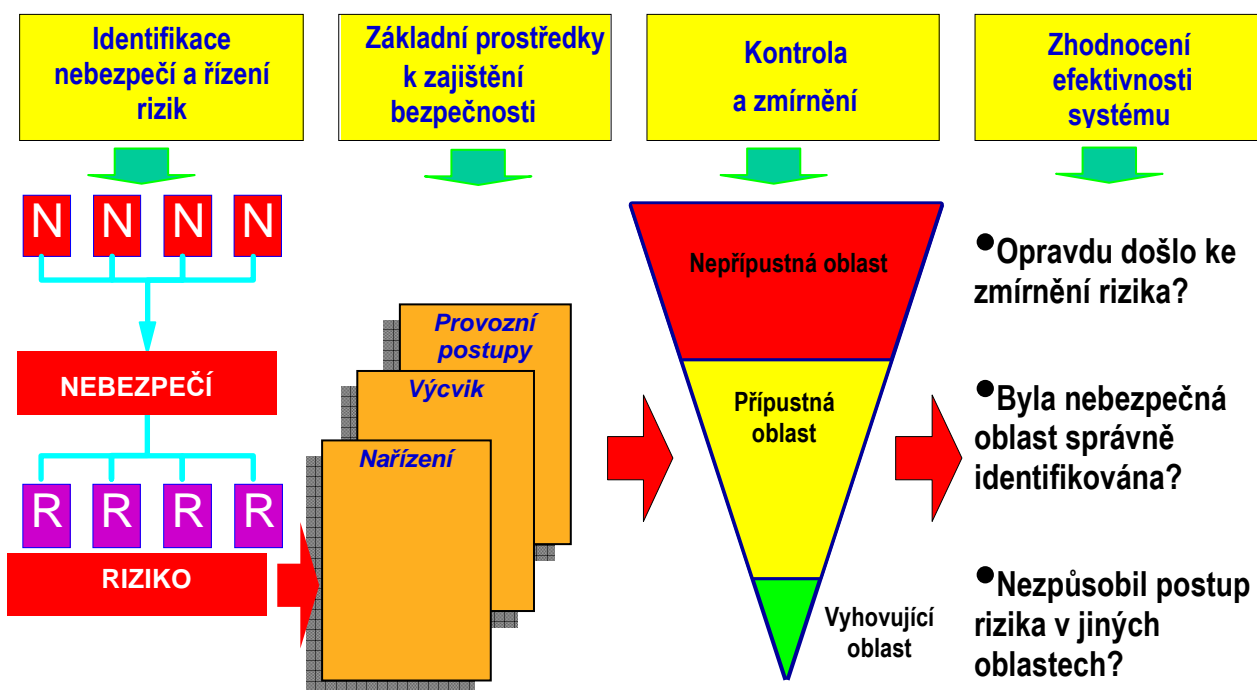 Identifikace
nebezpečí a řízení
rizik
Základní prostředky
k zajištění
bezpečnosti
Kontrola
a zmírnění
Zhodnocení
efektivnosti
systému
N N N N
NEBEZPEČÍ
R R R R
RIZIKO
Provozní
postupy
Výcvik
Nařízení
Nepřípustná oblast
Přípustná
oblast
Vyhovující
oblast
●Opravdu došlo ke
zmírnění rizika?
●Byla nebezpečná
oblast správně
identifikována?
●Nezpůsobil postup
rizika v jiných
oblastech?